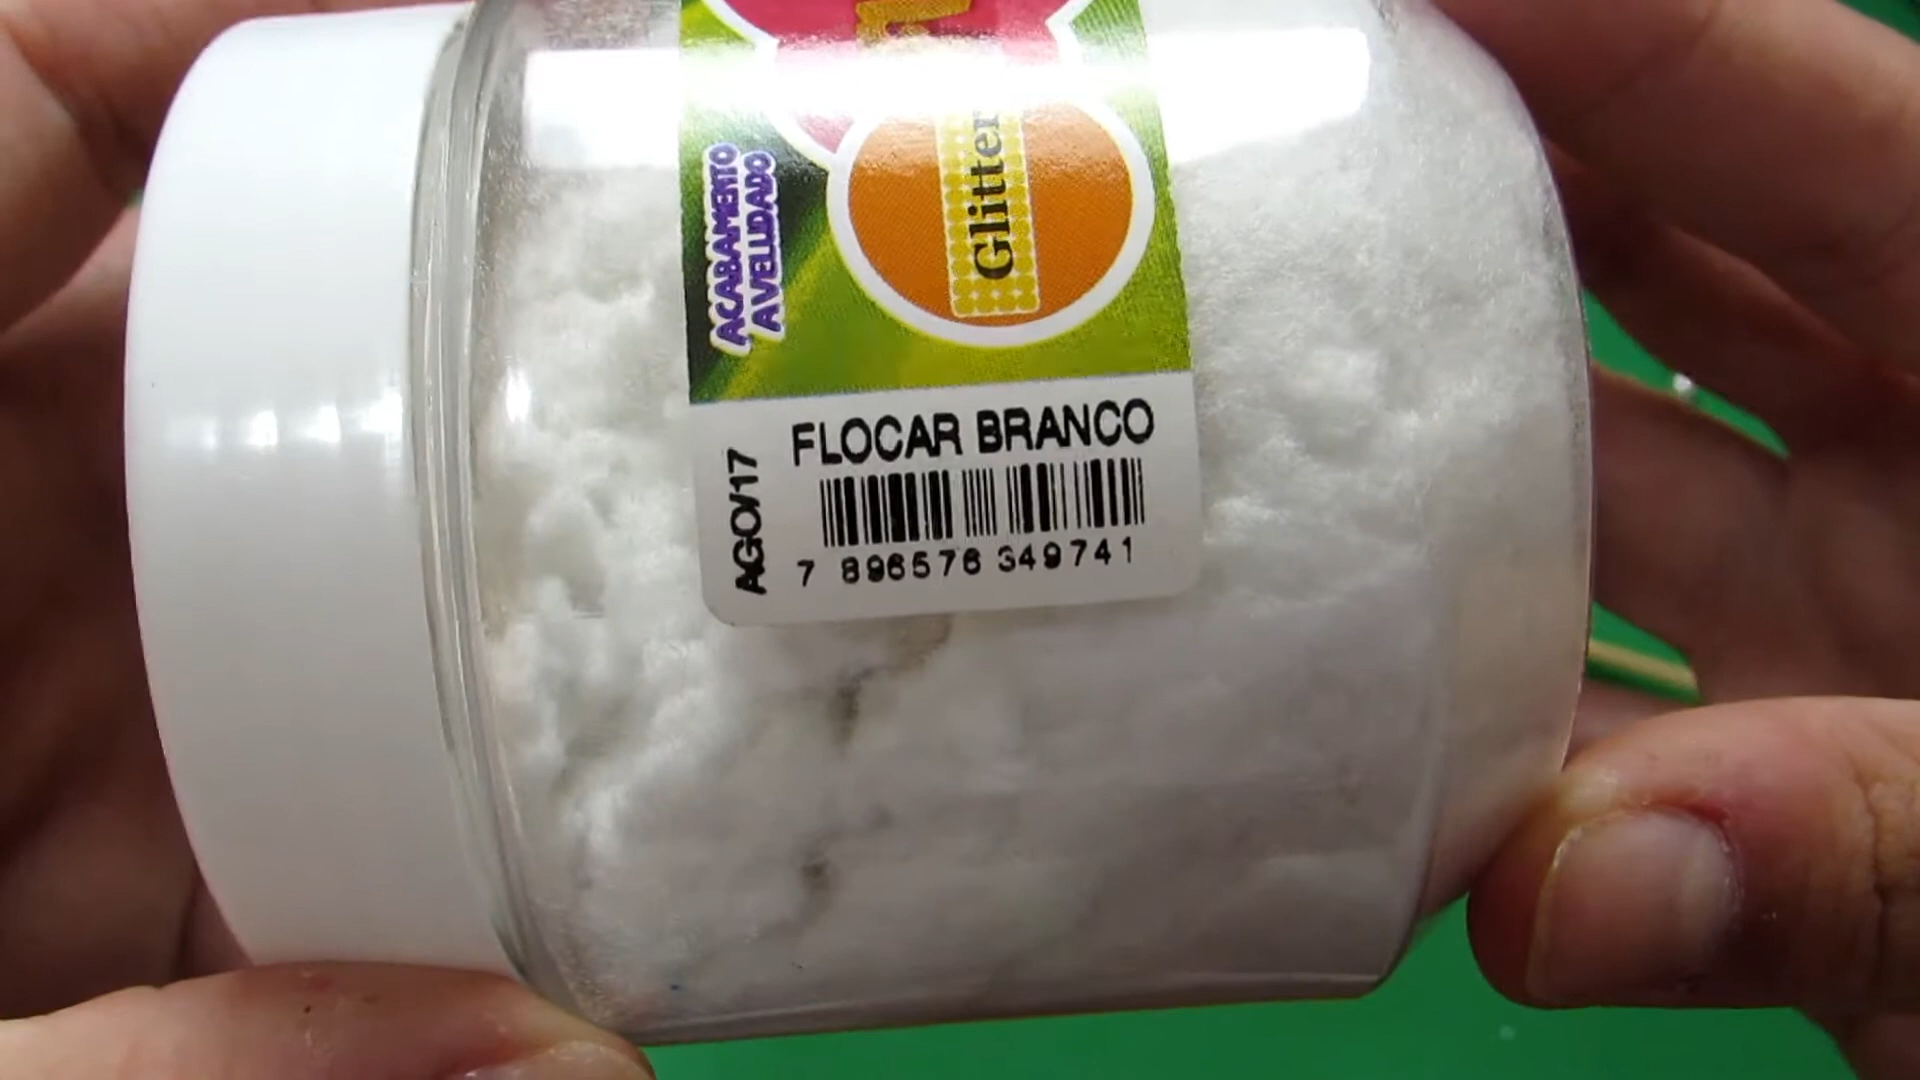 Glitter
ACABAMENTO
AVELUDADO
FLOCAR BRANCO
AGO/17
7 896576 349741